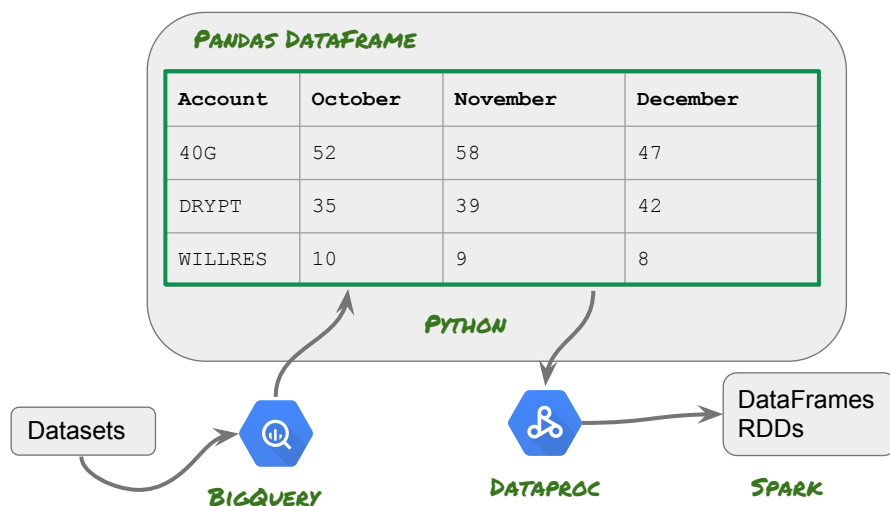 PANDAS DATAFRAME
Account October November December
40G 52 58 47
DRYPT 35 39 42
WILLRES 10 9 8
PYTHON
Datasets
BIGQUERY
DATAPROC
DataFrames
RDDs
SPARK